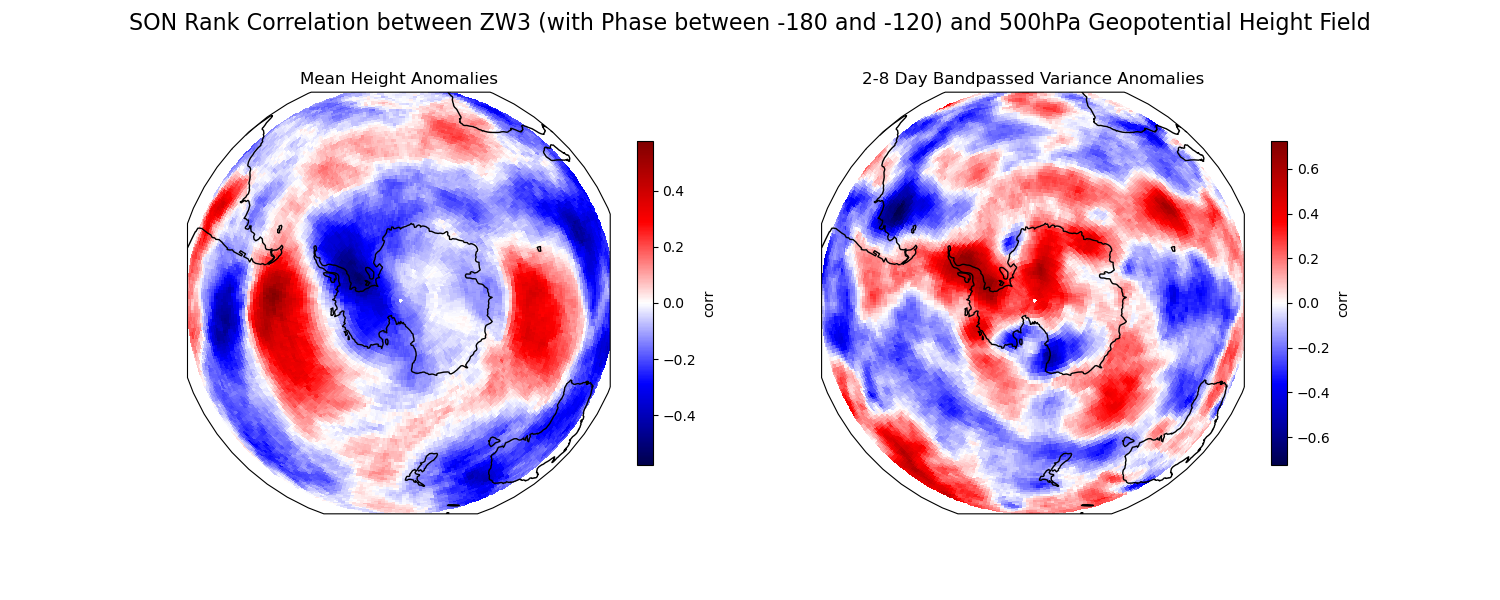 SON Rank Correlation between ZW3 (with Phase between -180 and -120) and 500hPa Geopotential Height Field
Mean Height Anomalies
0.4
0.2
0.0
−0.2
−0.4
corr
2-8 Day Bandpassed Variance Anomalies
0.6
0.4
0.2
0.0
−0.2
−0.4
−0.6
corr